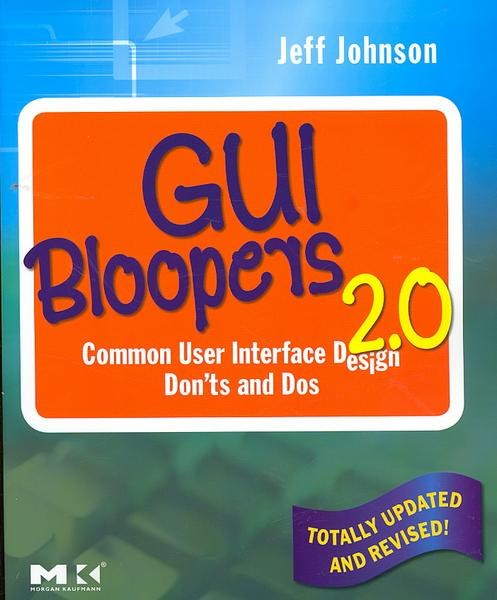 Jeff Johnson
GUI
Bloopers
2.0
Common User Interface Design
Don'ts and Dos
TOTALLY UPDATED
AND REVISED!
MK®
MORGAN KAUFMANN